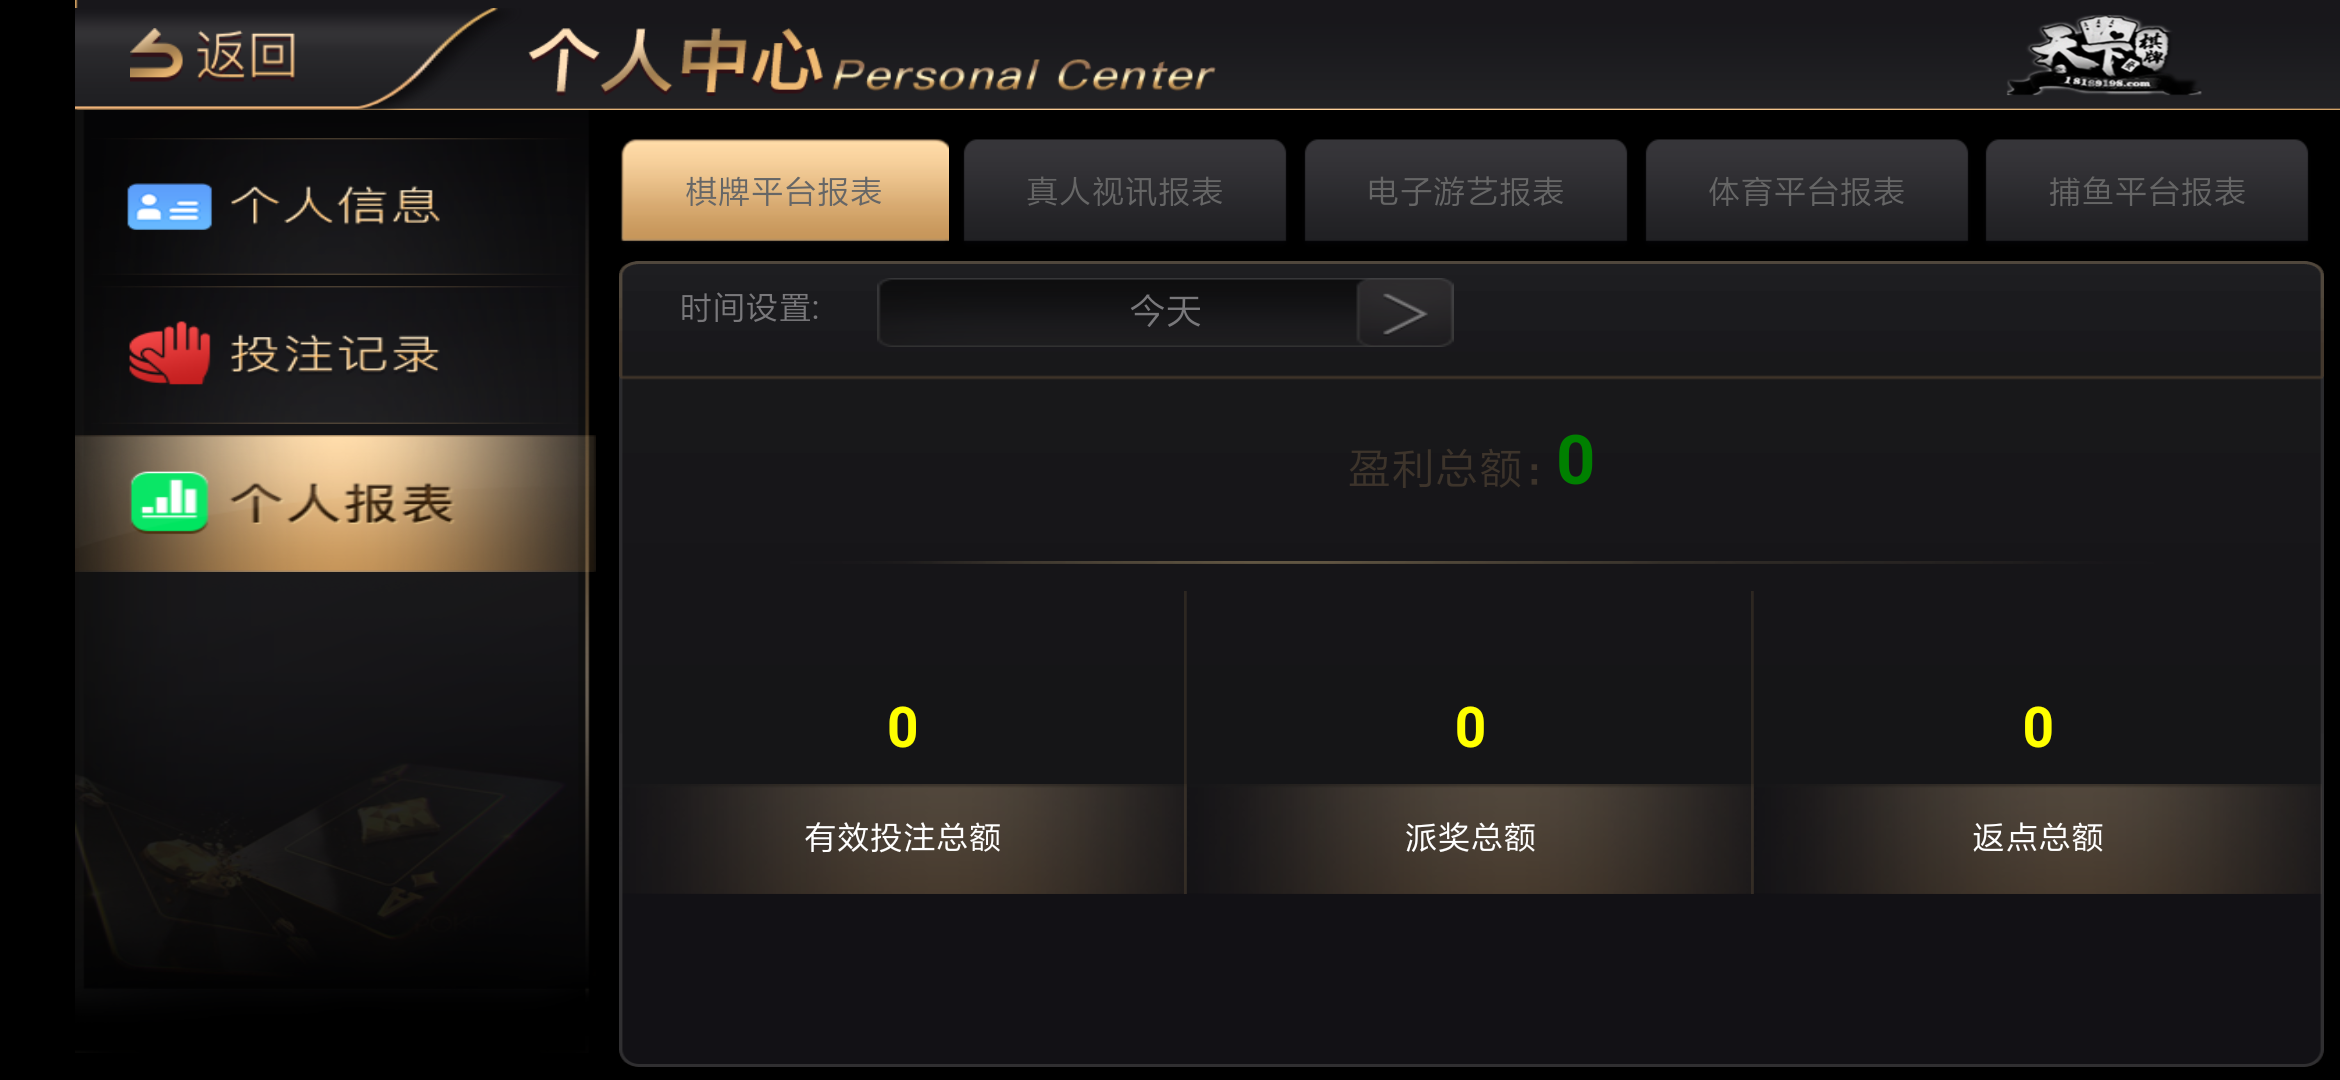 返回
个人中心 Personal Center
天下棋牌
18189198.com
个人信息
投注记录
个人报表
棋牌平台报表
真人视讯报表
电子游艺报表
体育平台报表
捕鱼平台报表
时间设置:
今天
盈利总额: 0
0
0
0
有效投注总额
派奖总额
返点总额